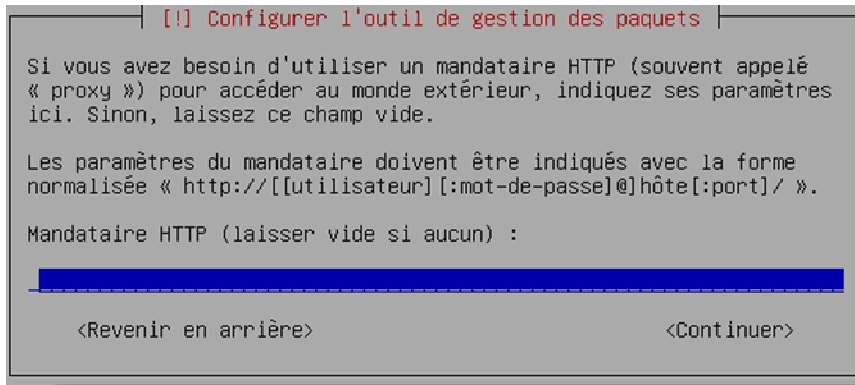 [!] Configurer l'outil de gestion des paquets
Si vous avez besoin d'utiliser un mandataire HTTP (souvent appelé
« proxy ») pour accéder au monde extérieur, indiquez ses paramètres
ici. Sinon, laissez ce champ vide.
Les paramètres du mandataire doivent être indiqués avec la forme
normalisée « http://[[utilisateur][:mot-de-passe]@]hôte[:port]/ ».
Mandataire HTTP (laisser vide si aucun) :
<Revenir en arrière> <Continuer>